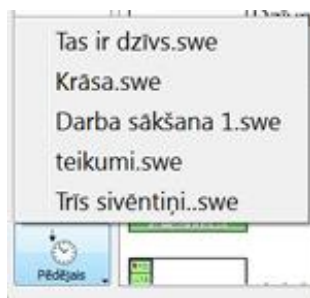 Tas ir dzīvs.swe
Krāsa.swe
Darba sākšana 1.swe
teikumi.swe
Trīs sivēntiņi..swe
Pēdējais